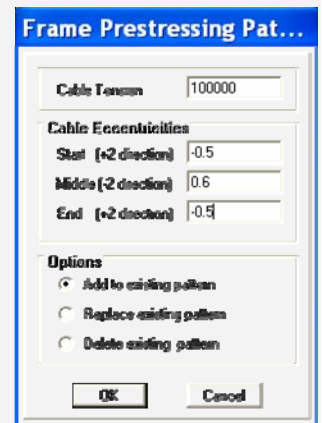 Frame Prestressing Pat...
Cable Tension 100000
Cable Eccentricities
Start (+2 direction) -0.5
Middle (-2 direction) 0.6
End (+2 direction) -0.5
Options
Add to existing pattern
Replace existing pattern
Delete existing pattern
OK Cancel